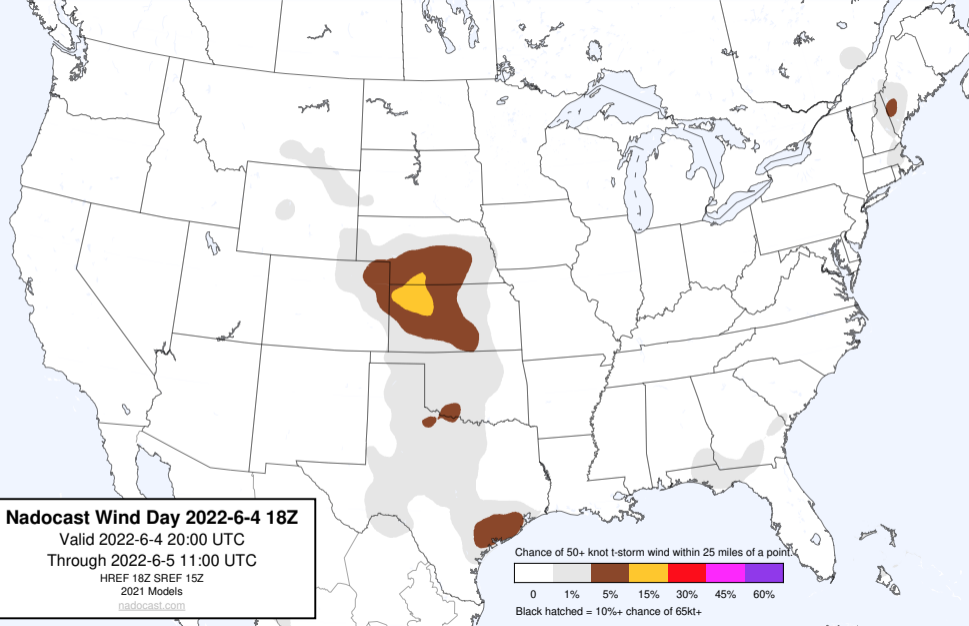 Nadocast Wind Day 2022-6-4 18Z
Valid 2022-6-4 20:00 UTC
Through 2022-6-5 11:00 UTC
HREF 18Z SREF 15Z
2021 Models
nadocast.com
Chance of 50+ knot t-storm wind within 25 miles of a point.
0 1% 5% 15% 30% 45% 60%
Black hatched = 10%+ chance of 65kt+